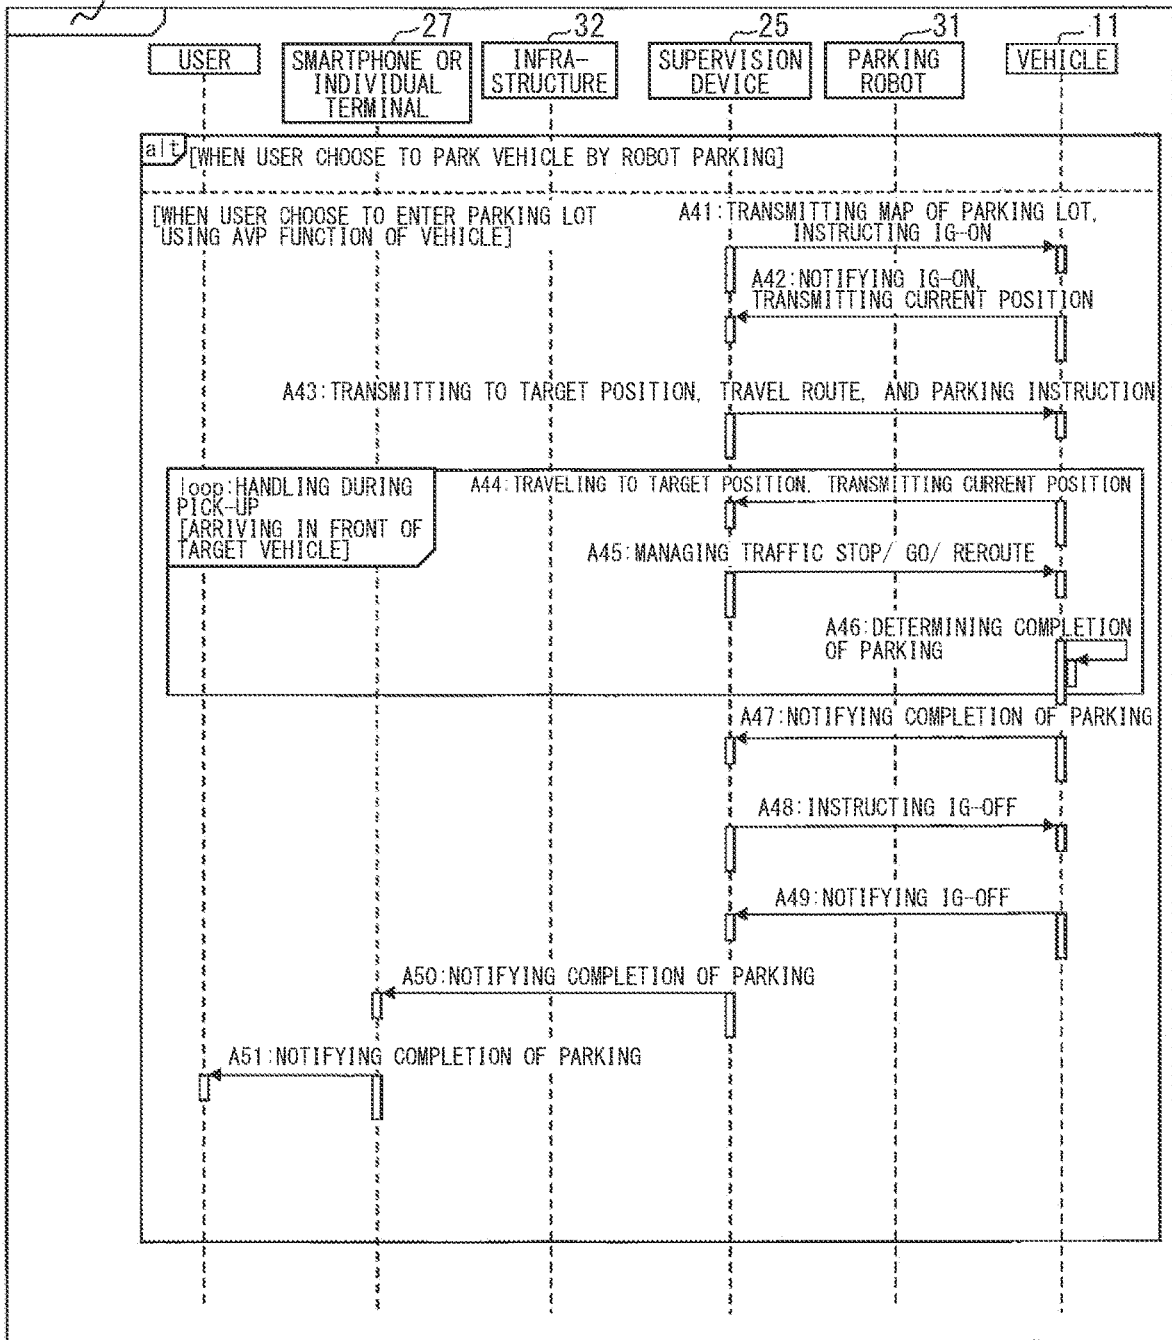 27
32
25
31
11
USER
SMARTPHONE OR
INDIVIDUAL
TERMINAL
INFRA-
STRUCTURE
SUPERVISION
DEVICE
PARKING
ROBOT
VEHICLE
alt
[WHEN USER CHOOSE TO PARK VEHICLE BY ROBOT PARKING]
[WHEN USER CHOOSE TO ENTER PARKING LOT
USING AVP FUNCTION OF VEHICLE]
A41:TRANSMITTING MAP OF PARKING LOT,
INSTRUCTING IG-ON
A42:NOTIFYING IG-ON,
TRANSMITTING CURRENT POSITION
A43:TRANSMITTING TO TARGET POSITION, TRAVEL ROUTE, AND PARKING INSTRUCTION
loop:HANDLING DURING
PICK-UP
[ARRIVING IN FRONT OF
TARGET VEHICLE]
A44:TRAVELING TO TARGET POSITION, TRANSMITTING CURRENT POSITION
A45:MANAGING TRAFFIC STOP/ GO/ REROUTE
A46:DETERMINING COMPLETION
OF PARKING
A47:NOTIFYING COMPLETION OF PARKING
A48:INSTRUCTING IG-OFF
A49:NOTIFYING IG-OFF
A50:NOTIFYING COMPLETION OF PARKING
A51:NOTIFYING COMPLETION OF PARKING